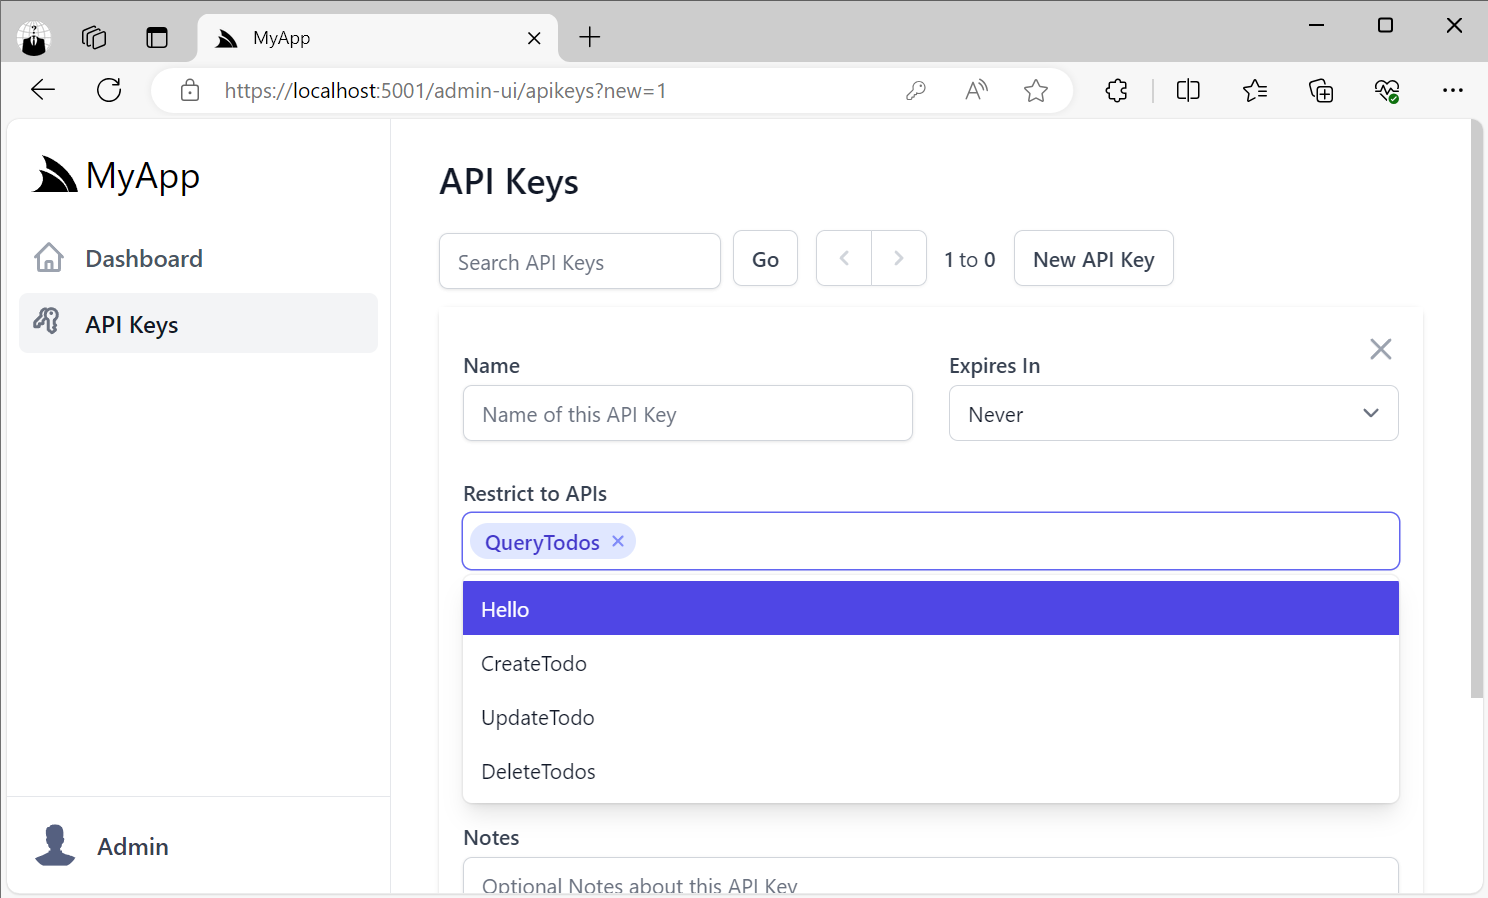 MyApp
https://localhost:5001/admin-ui/apikeys?new=1
MyApp
Dashboard
API Keys
Admin
API Keys
Search API Keys
Go
1 to 0
New API Key
Name
Name of this API Key
Expires In
Never
Restrict to APIs
QueryTodos
Hello
CreateTodo
UpdateTodo
DeleteTodos
Notes
Optional Notes about this API Key